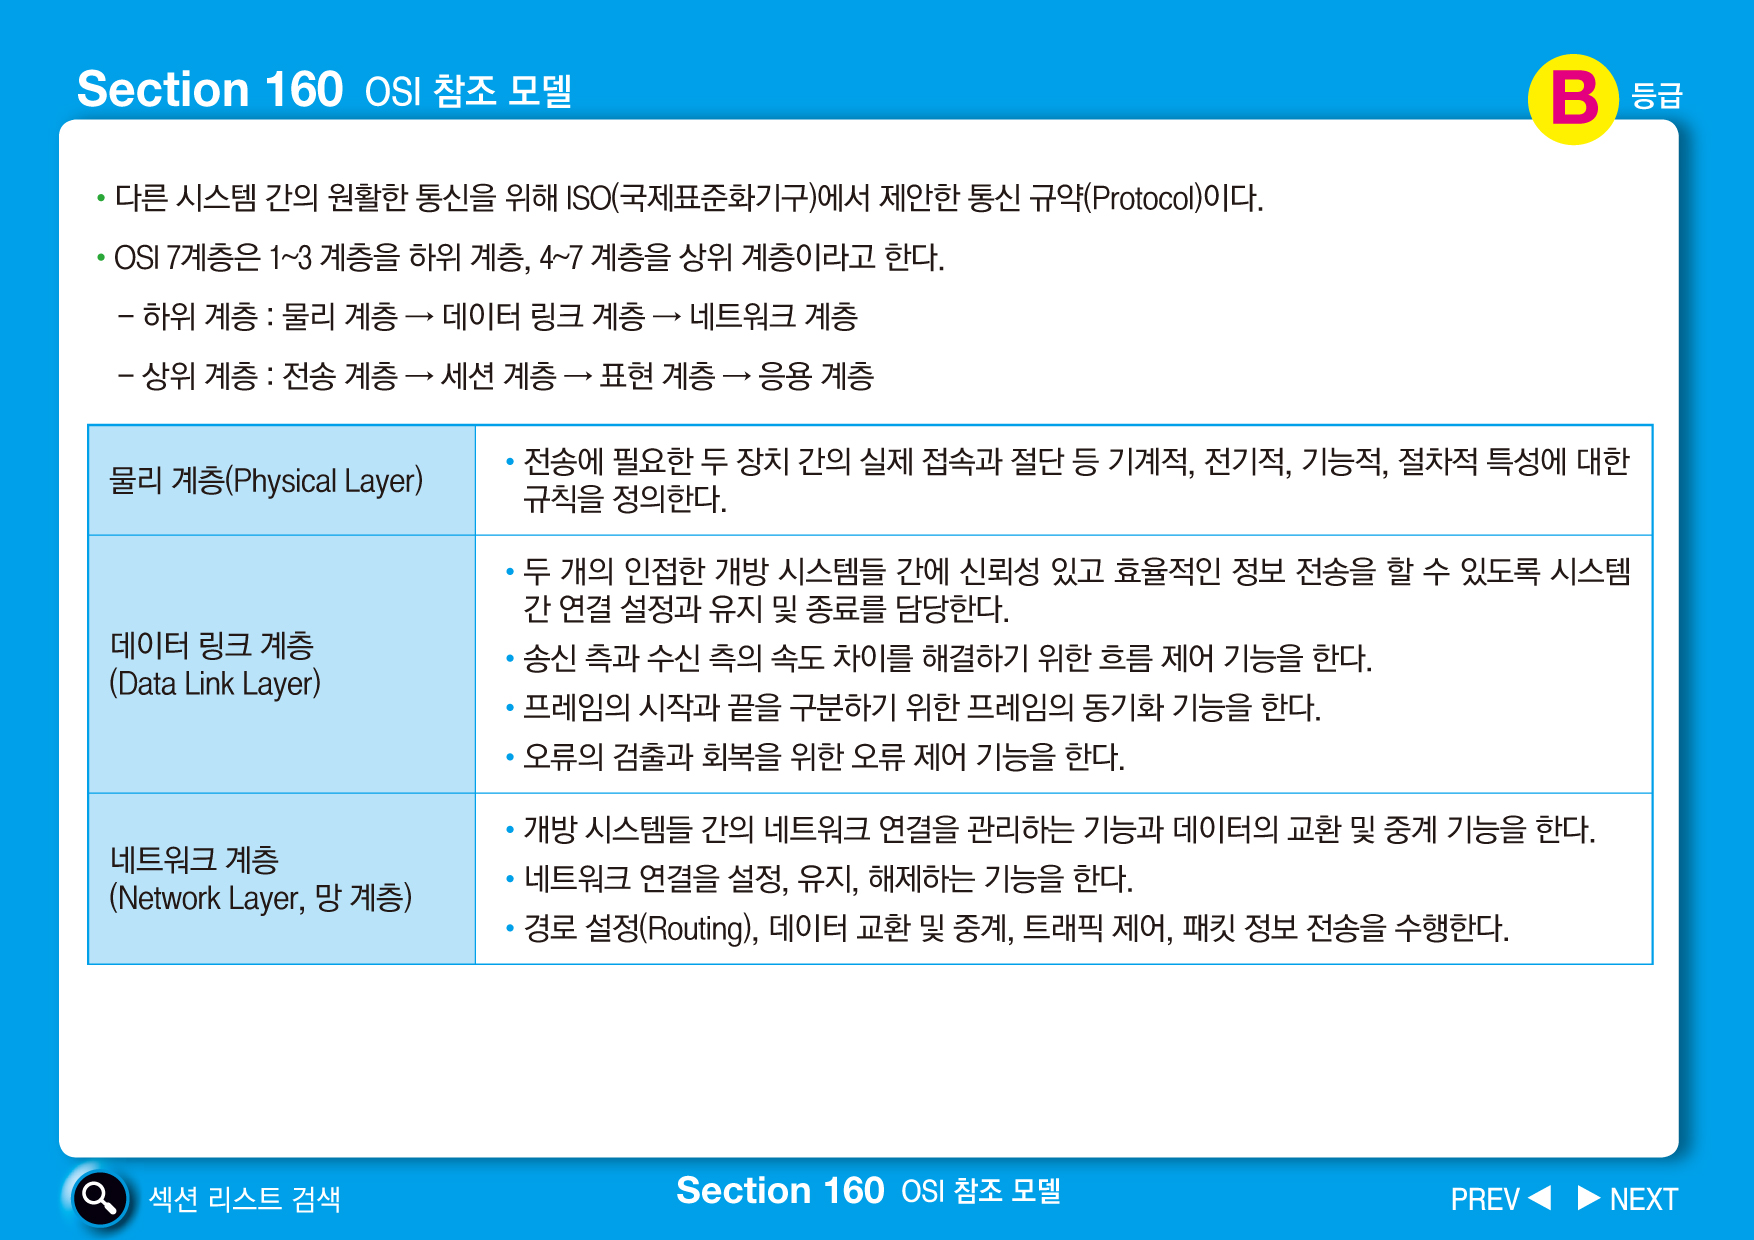 Section 160 OSI 참조 모델
B 등급
• 다른 시스템 간의 원활한 통신을 위해 ISO(국제표준화기구)에서 제안한 통신 규약(Protocol)이다.
• OSI 7계층은 1~3 계층을 하위 계층, 4~7 계층을 상위 계층이라고 한다.
– 하위 계층 : 물리 계층 → 데이터 링크 계층 → 네트워크 계층
– 상위 계층 : 전송 계층 → 세션 계층 → 표현 계층 → 응용 계층
물리 계층(Physical Layer)
• 전송에 필요한 두 장치 간의 실제 접속과 절단 등 기계적, 전기적, 기능적, 절차적 특성에 대한
규칙을 정의한다.
데이터 링크 계층
(Data Link Layer)
• 두 개의 인접한 개방 시스템들 간에 신뢰성 있고 효율적인 정보 전송을 할 수 있도록 시스템
간 연결 설정과 유지 및 종료를 담당한다.
• 송신 측과 수신 측의 속도 차이를 해결하기 위한 흐름 제어 기능을 한다.
• 프레임의 시작과 끝을 구분하기 위한 프레임의 동기화 기능을 한다.
• 오류의 검출과 회복을 위한 오류 제어 기능을 한다.
네트워크 계층
(Network Layer, 망 계층)
• 개방 시스템들 간의 네트워크 연결을 관리하는 기능과 데이터의 교환 및 중계 기능을 한다.
• 네트워크 연결을 설정, 유지, 해제하는 기능을 한다.
• 경로 설정(Routing), 데이터 교환 및 중계, 트래픽 제어, 패킷 정보 전송을 수행한다.
섹션 리스트 검색
Section 160 OSI 참조 모델
PREV ◀ ▶ NEXT